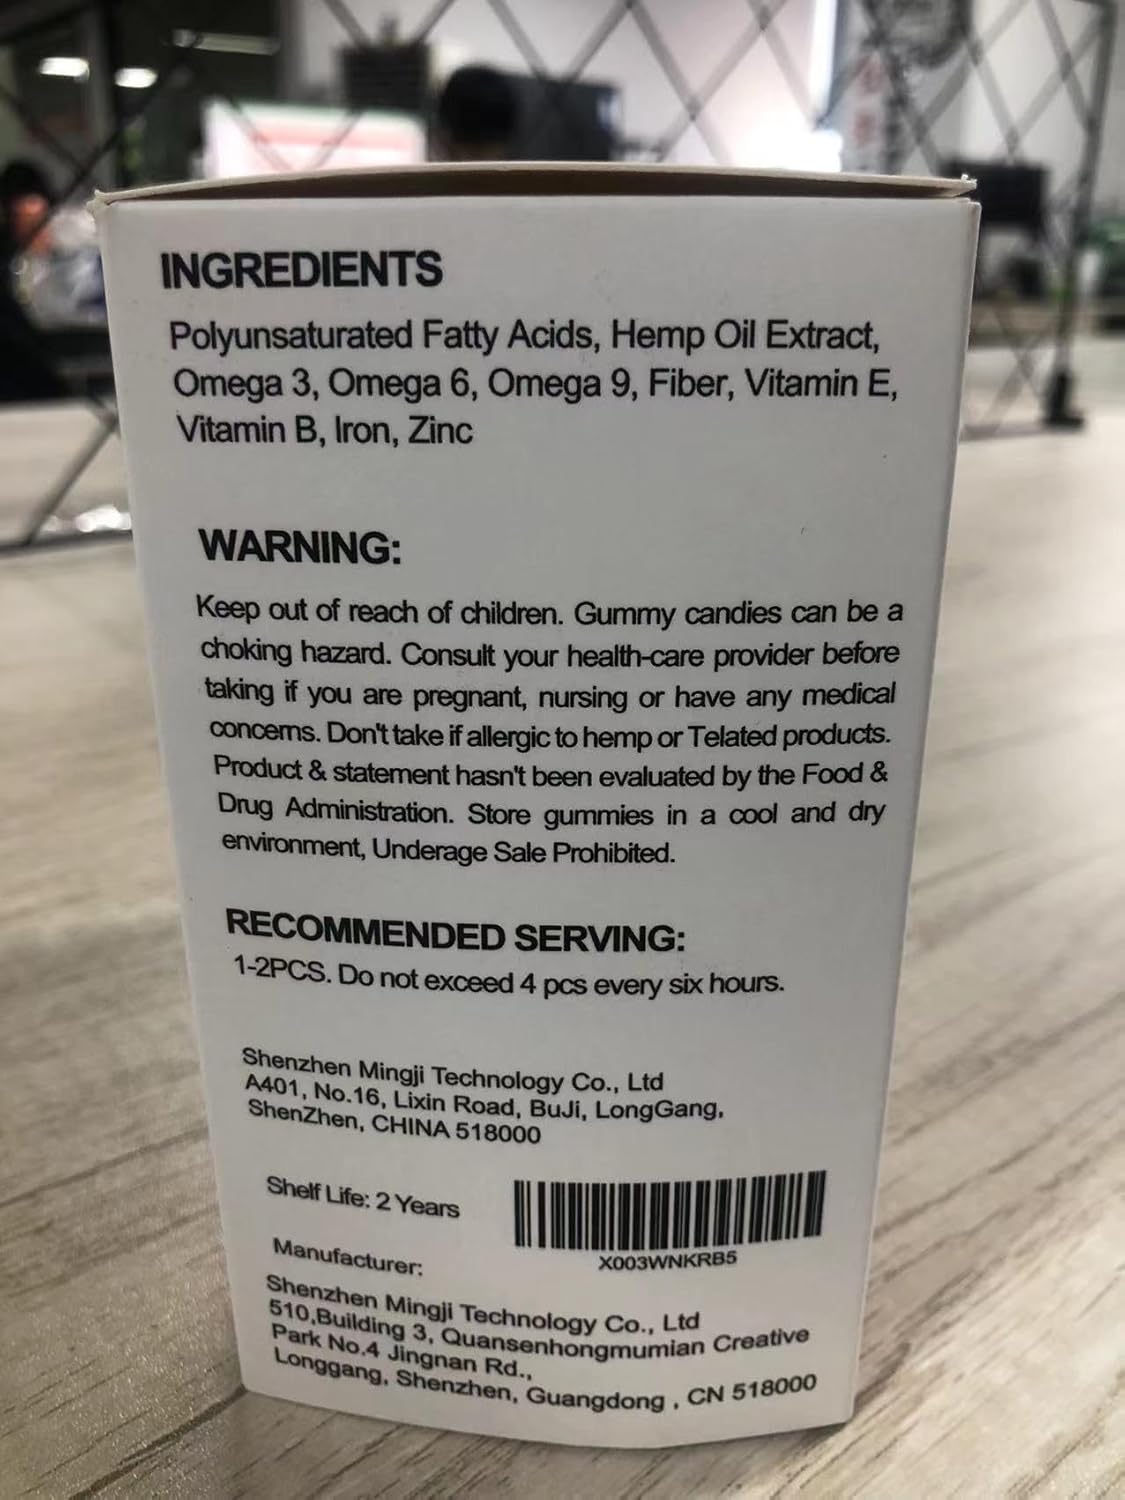 INGREDIENTS
Polyunsaturated Fatty Acids, Hemp Oil Extract,
Omega 3, Omega 6, Omega 9, Fiber, Vitamin E,
Vitamin B, Iron, Zinc
WARNING:
Keep out of reach of children. Gummy candies can be a
choking hazard. Consult your health-care provider before
taking if you are pregnant, nursing or have any medical
concerns. Don't take if allergic to hemp or Telated products.
Product & statement hasn't been evaluated by the Food &
Drug Administration. Store gummies in a cool and dry
environment, Underage Sale Prohibited.
RECOMMENDED SERVING:
1-2PCS. Do not exceed 4 pcs every six hours.
Shenzhen Mingji Technology Co., Ltd
A401, No.16, Lixin Road, BuJi, LongGang,
ShenZhen, CHINA 518000
Shelf Life: 2 Years
X003WNKRB5
Manufacturer:
Shenzhen Mingji Technology Co., Ltd
510,Building 3, Quansenhongmumian Creative
Park No.4 Jingnan Rd.,
Longgang, Shenzhen, Guangdong , CN 518000